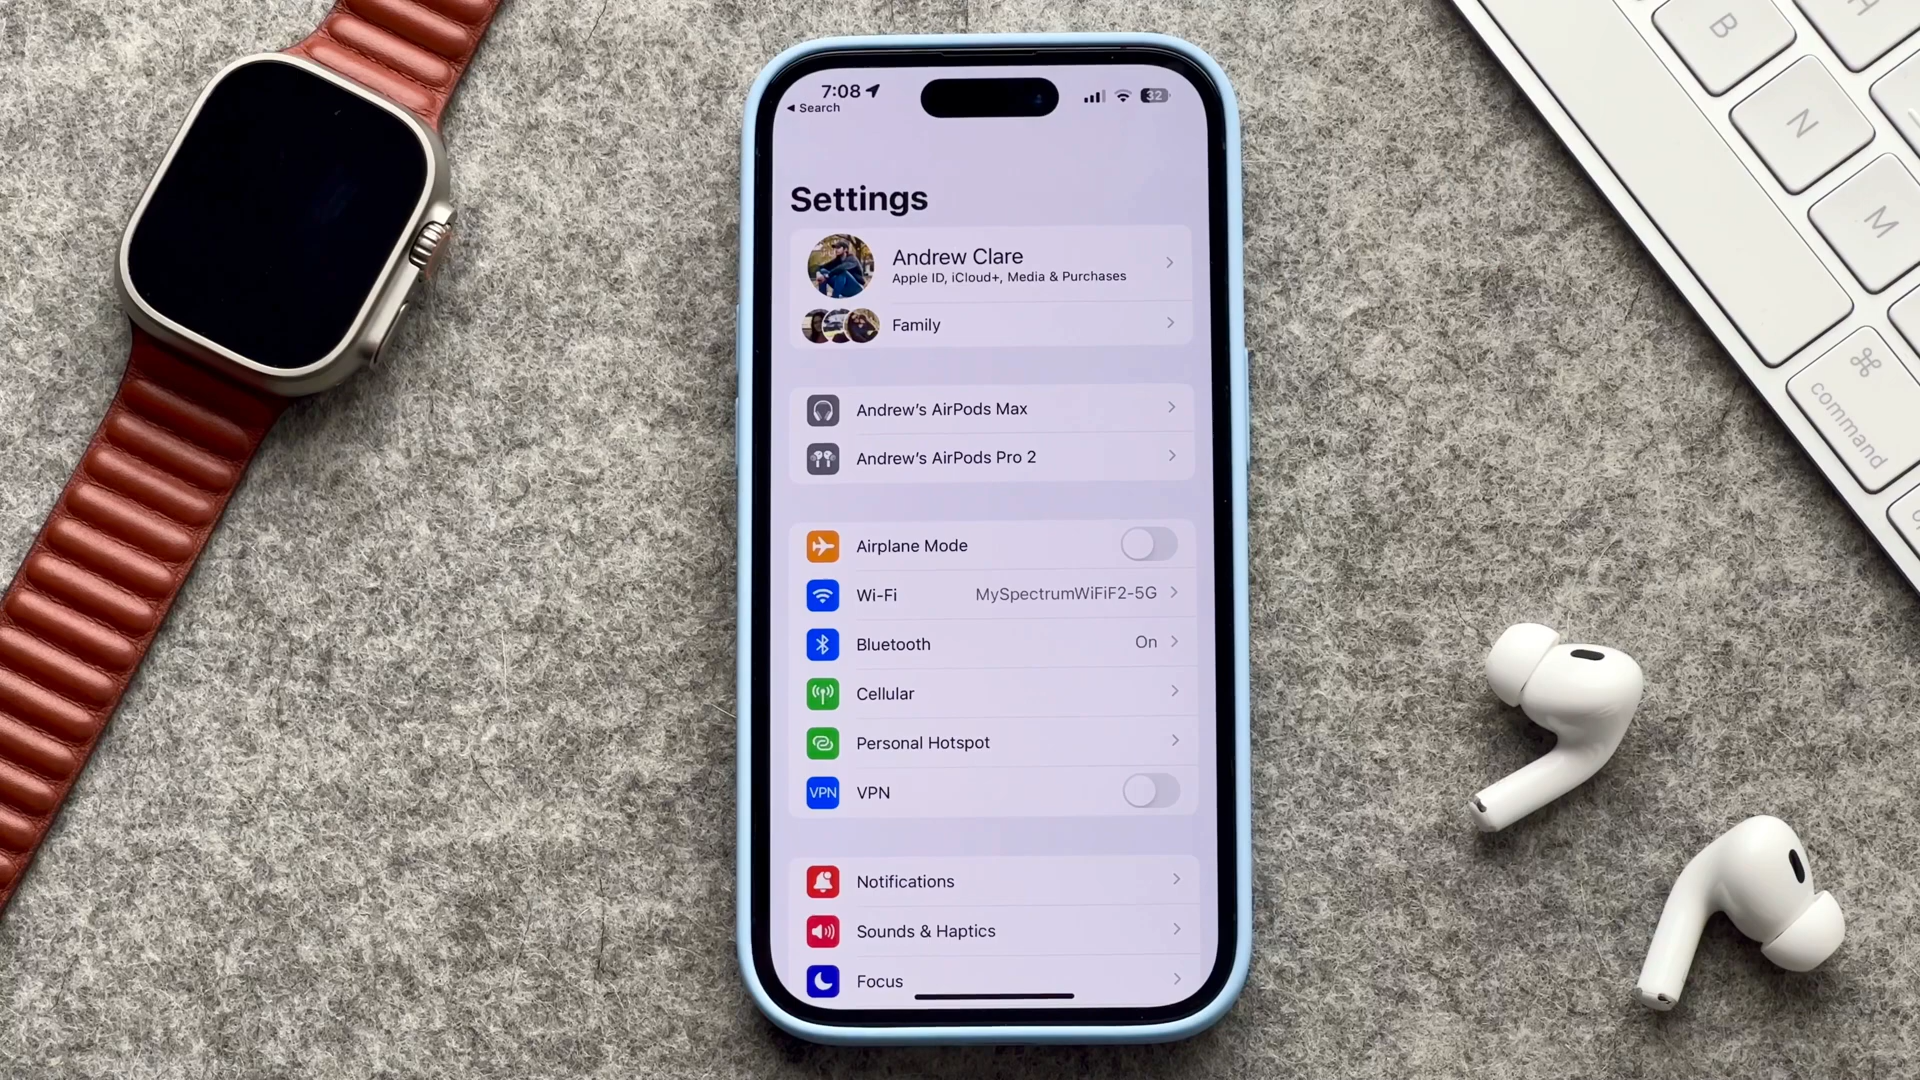 7:08
32
◀ Search
Settings
Andrew Clare
Apple ID, iCloud+, Media & Purchases
Family
Andrew’s AirPods Max
Andrew’s AirPods Pro 2
Airplane Mode
Wi-Fi MySpectrumWiFiF2-5G
Bluetooth On
Cellular
Personal Hotspot
VPN VPN
Notifications
Sounds & Haptics
Focus
B
H
N
M
⌘
command